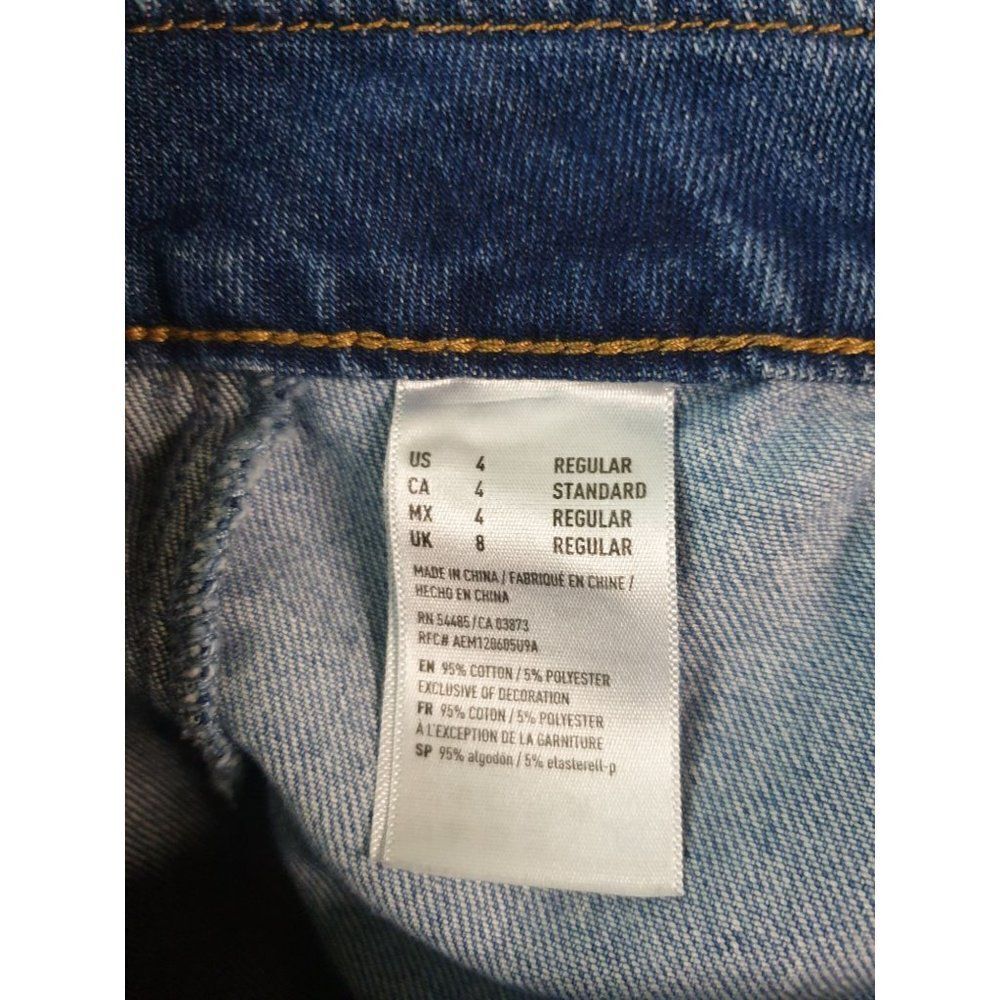 US 4 REGULAR
CA 4 STANDARD
MX 4 REGULAR
UK 8 REGULAR
MADE IN CHINA / FABRIQUÉ EN CHINE /
HECHO EN CHINA
RN 54485 / CA 03873
RFC# AEM120605U9A
EN 95% COTTON / 5% POLYESTER
EXCLUSIVE OF DECORATION
FR 95% COTON / 5% POLYESTER
À L'EXCEPTION DE LA GARNITURE
SP 95% algodón / 5% elasterell-p